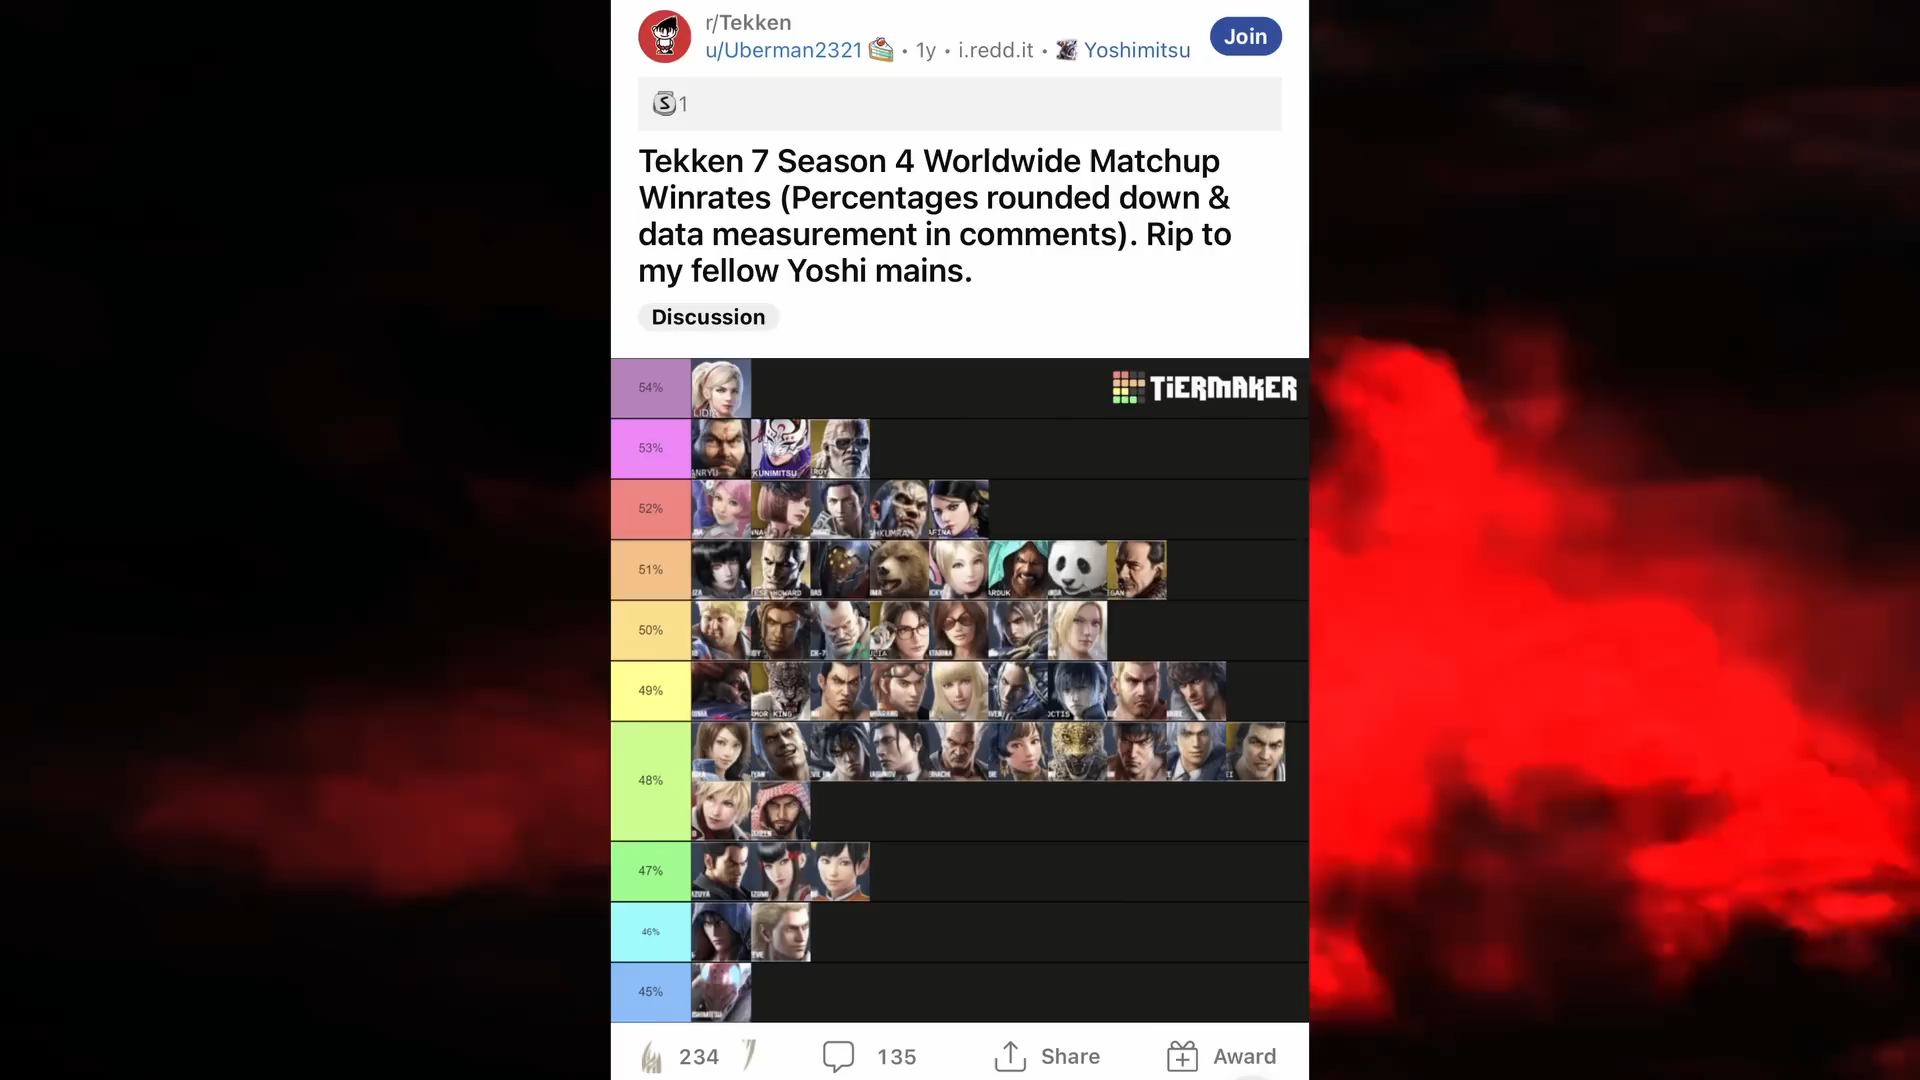 r/Tekken
u/Uberman2321 • 1y • i.redd.it • Yoshimitsu
Join
S 1
Tekken 7 Season 4 Worldwide Matchup
Winrates (Percentages rounded down &
data measurement in comments). Rip to
my fellow Yoshi mains.
Discussion
54%
TiERMAKER
53%
KUNIMITSU
52%
51%
50%
49%
48%
47%
46%
45%
234
135
Share
Award